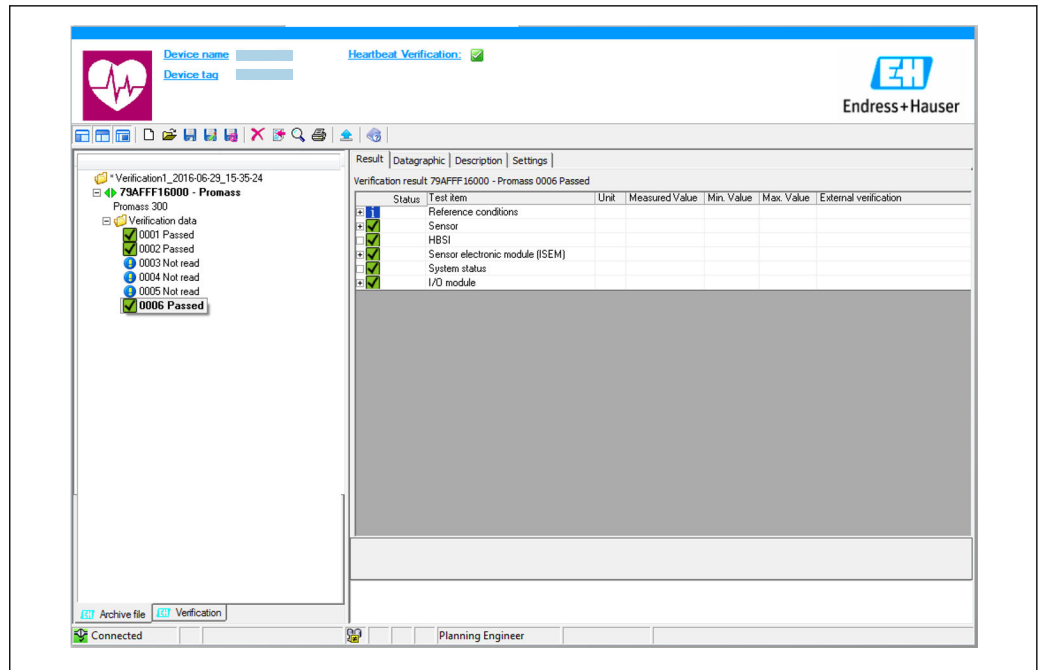 Device name
Heartbeat Verification:
Device tag
EH
Endress+Hauser
Result Datagraphic Description Settings
* Verification1_2016-06-29_15-35-24
79AFFF16000 - Promass
Promass 300
Verification data
0001 Passed
0002 Passed
0003 Not read
0004 Not read
0005 Not read
0006 Passed
Verification result 79AFFF16000 - Promass 0006 Passed
Status Test item Unit Measured Value Min. Value Max. Value External verification
Reference conditions
Sensor
HBSI
Sensor electronic module (ISEM)
System status
I/O module
Archive file Verification
Connected Planning Engineer